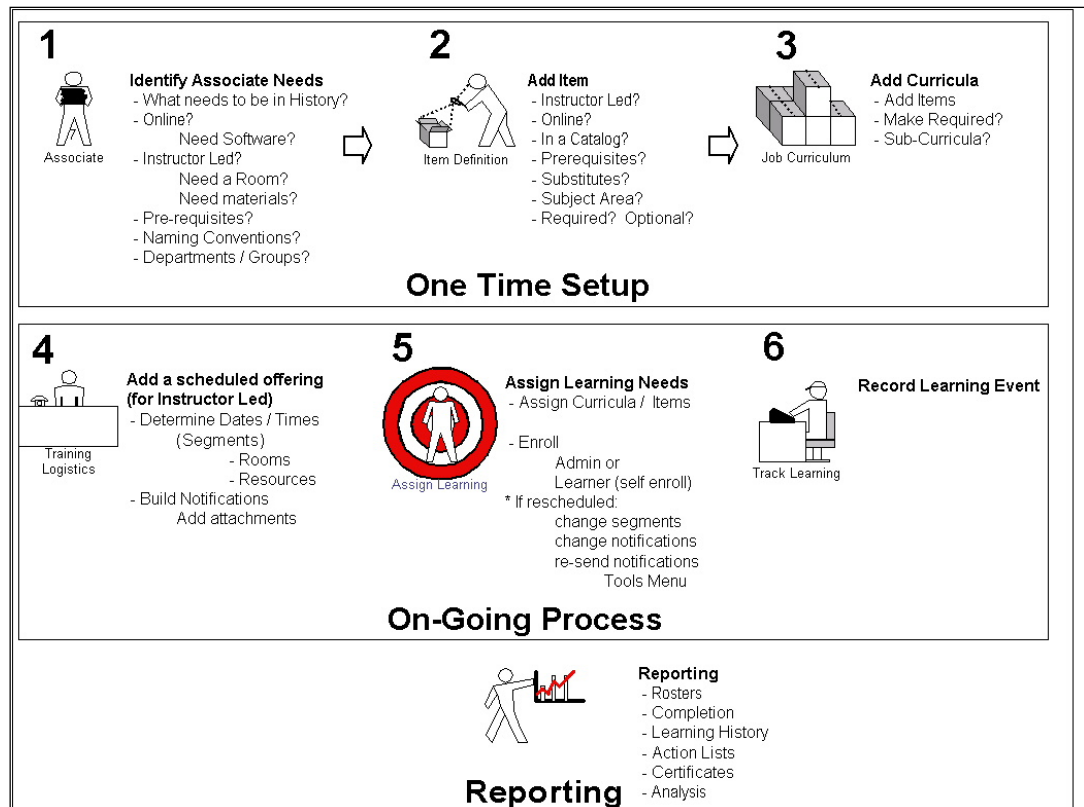 1
Identify Associate Needs
- What needs to be in History?
- Online?
Need Software?
- Instructor Led?
Need a Room?
Need materials?
- Pre-requisites?
- Naming Conventions?
- Departments / Groups?
Associate
2
Add Item
- Instructor Led?
- Online?
- In a Catalog?
- Prerequisites?
- Substitutes?
- Subject Area?
- Required? Optional?
Item Definition
3
Add Curricula
- Add Items
- Make Required?
- Sub-Curricula?
Job Curriculum
One Time Setup
4
Add a scheduled offering
(for Instructor Led)
- Determine Dates / Times
(Segments)
- Rooms
- Resources
- Build Notifications
Add attachments
Training
Logistics
5
Assign Learning Needs
- Assign Curricula / Items
- Enroll
Admin or
Learner (self enroll)
* If rescheduled:
change segments
change notifications
re-send notifications
Tools Menu
Assign Learning
6
Record Learning Event
Track Learning
On-Going Process
Reporting
- Rosters
- Completion
- Learning History
- Action Lists
- Certificates
- Analysis
Reporting